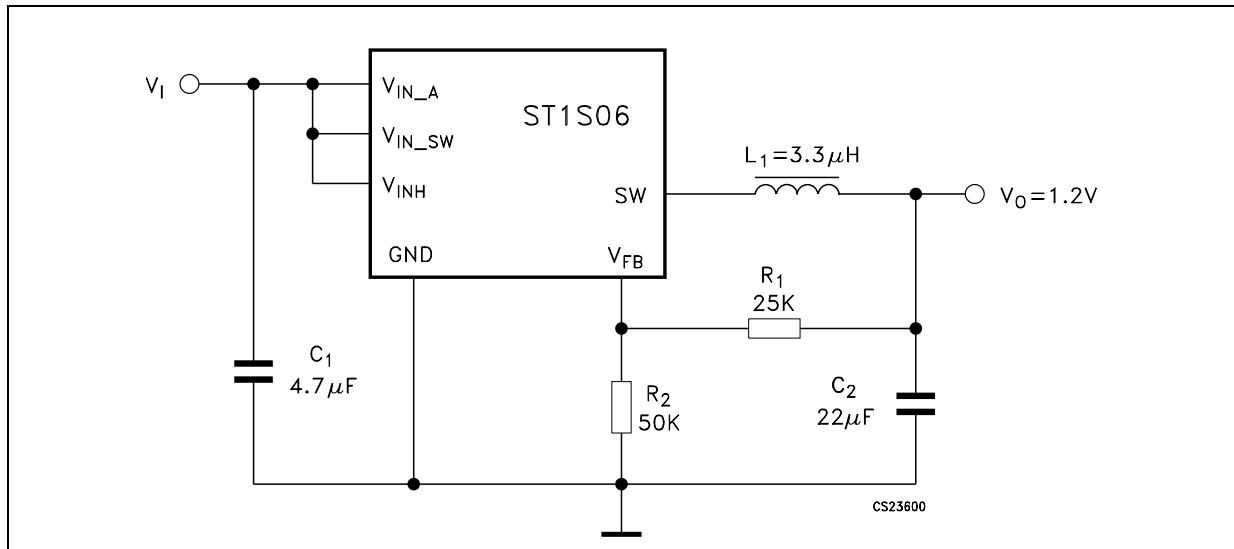 V_I
V_IN_A
V_IN_SW
V_INH
ST1S06
SW
GND
V_FB
L_1=3.3μH
V_O=1.2V
R_1
25K
C_1
4.7μF
R_2
50K
C_2
22μF
CS23600